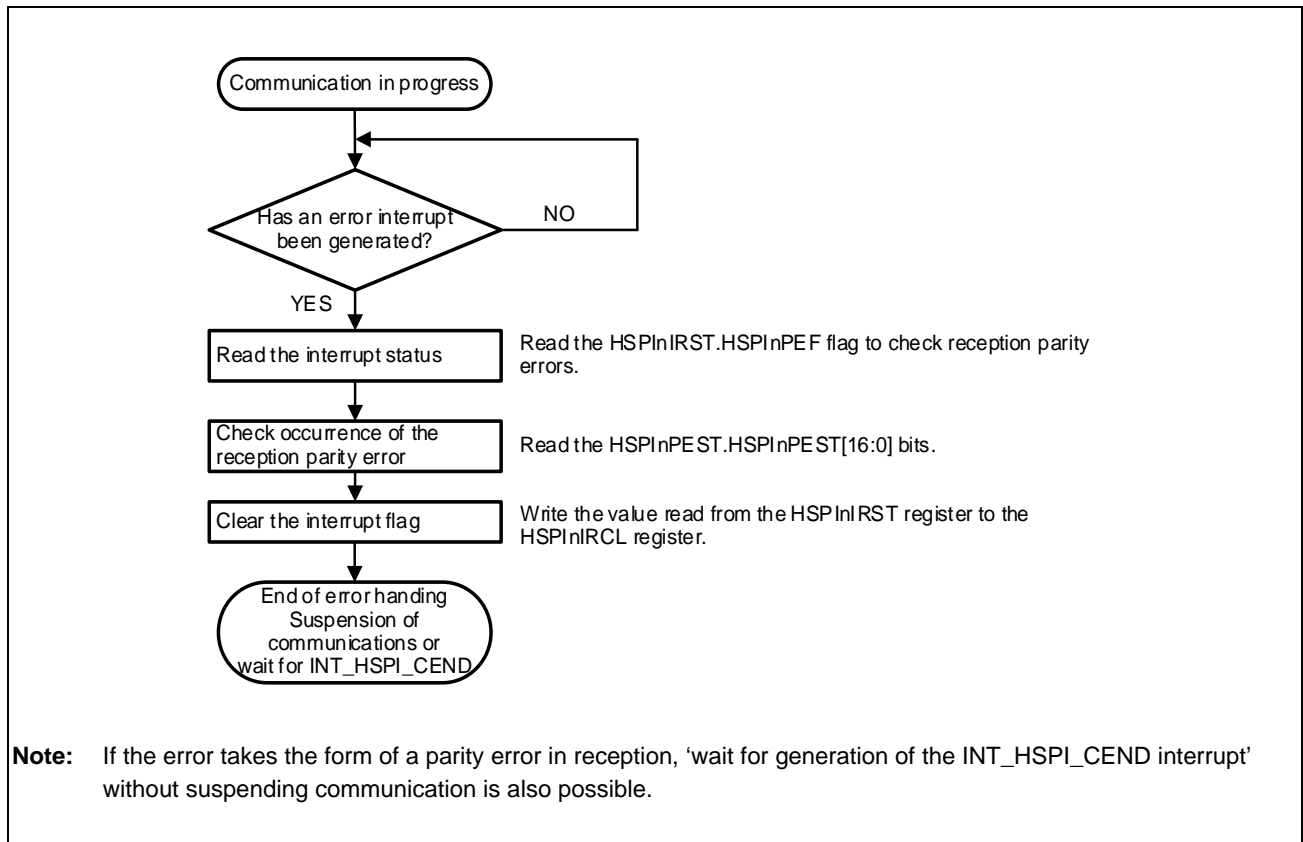 Communication in progress
Has an error interrupt
been generated?
NO
YES
Read the interrupt status
Read the HSPInIRST.HSPInPEF flag to check reception parity
errors.
Check occurrence of the
reception parity error
Read the HSPInPEST.HSPInPEST[16:0] bits.
Clear the interrupt flag
Write the value read from the HSPInIRST register to the
HSPInIRCL register.
End of error handing
Suspension of
communications or
wait for INT_HSPI_CEND
Note: If the error takes the form of a parity error in reception, ‘wait for generation of the INT_HSPI_CEND interrupt’
without suspending communication is also possible.